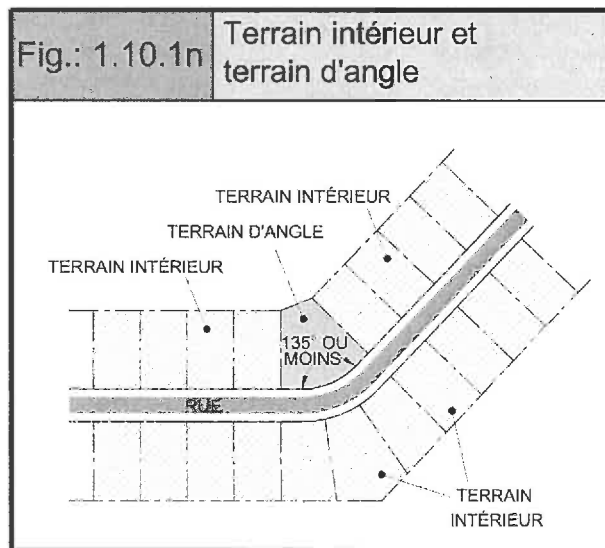 Fig.: 1.10.1n
Terrain intérieur et
terrain d'angle
TERRAIN INTÉRIEUR
TERRAIN D'ANGLE
TERRAIN INTÉRIEUR
135° OU
MOINS
RUE
TERRAIN
INTÉRIEUR